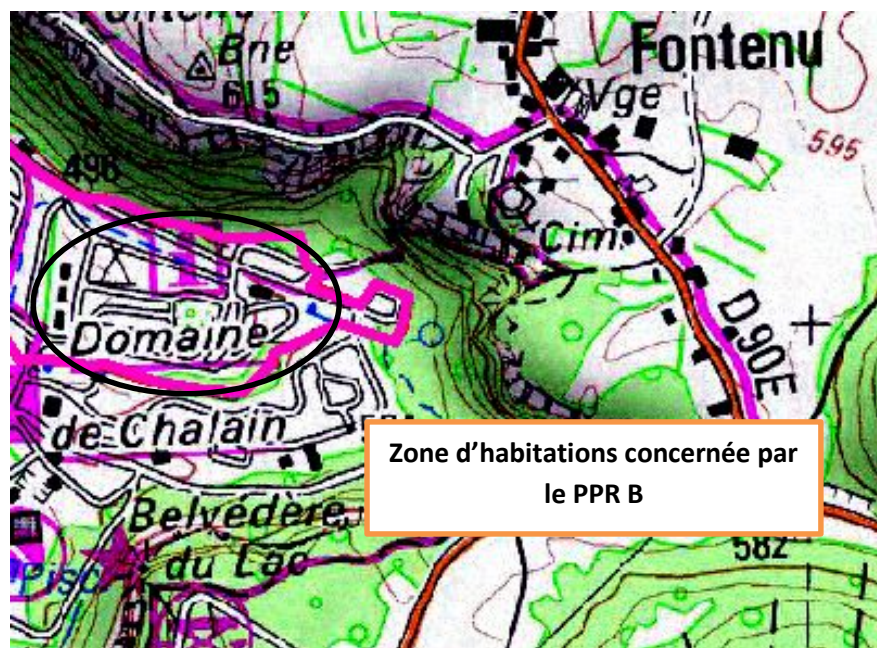 Fontenu
Bne
615
Vge
595
496
Cim.
Domaine
D 90E
de Chalain
Zone d’habitations concernée par
le PPR B
Belvédère
du Lac
582